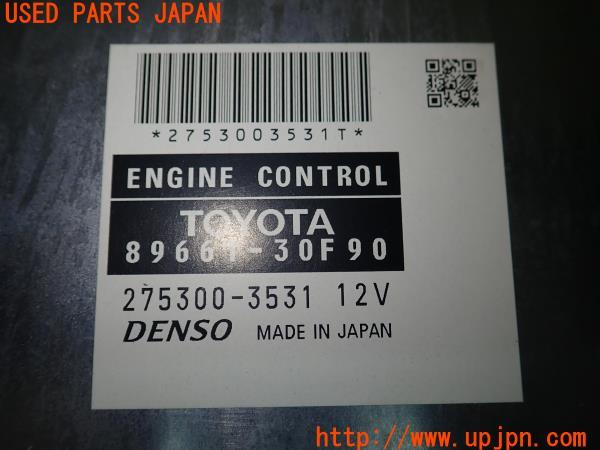 USED PARTS JAPAN
*2753003531T*
ENGINE CONTROL
TOYOTA
89661-30F90
275300-3531 12V
DENSO MADE IN JAPAN
http://www.upjpn.com